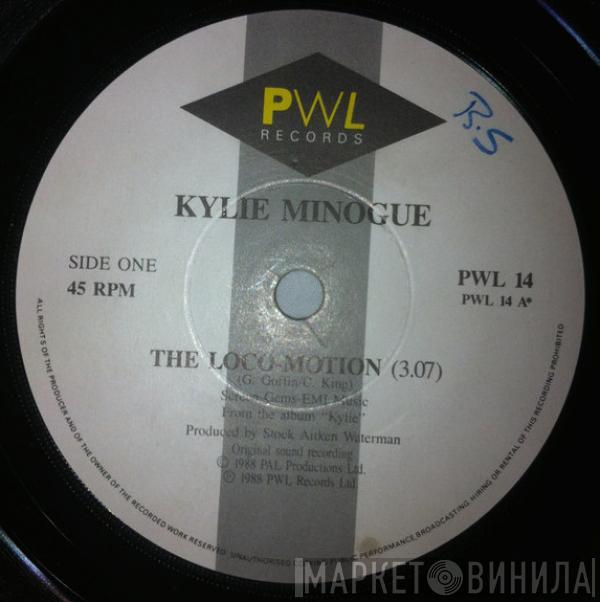 PWL
RECORDS
B.S
KYLIE MINOGUE
SIDE ONE
45 RPM
PWL 14
PWL 14 A*
THE LOCO-MOTION (3.07)
(G. Goffin/C. King)
Screen Gems-EMI Music
From the album "Kylie"
Produced by Stock Aitken Waterman
Original sound recording
© 1988 PAL Productions Ltd.
℗ 1988 PWL Records Ltd.
ALL RIGHTS OF THE PRODUCER AND OF THE OWNER OF THE RECORDED WORK RESERVED. UNAUTHORISED PUBLIC PERFORMANCE, BROADCASTING, HIRING OR RENTAL OF THIS RECORDING PROHIBITED
МАРКЕТ ВИНИЛА